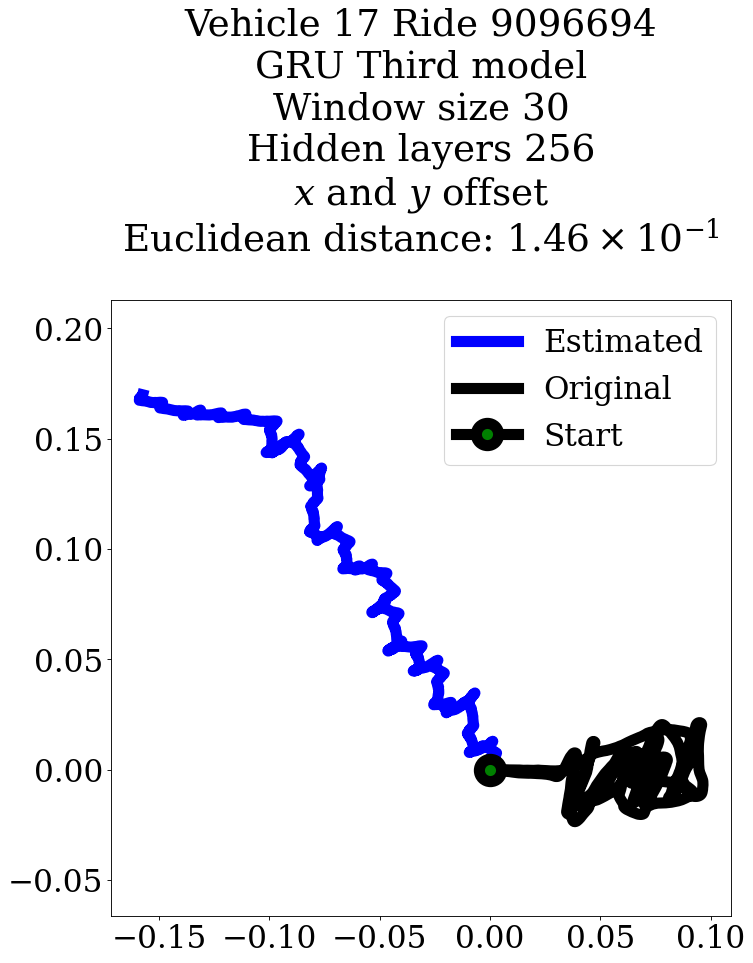 Vehicle 17 Ride 9096694
GRU Third model
Window size 30
Hidden layers 256
x and y offset
Euclidean distance: 1.46 × 10⁻¹
Estimated
Original
Start
0.20
0.15
0.10
0.05
0.00
−0.05
−0.15 −0.10 −0.05 0.00 0.05 0.10